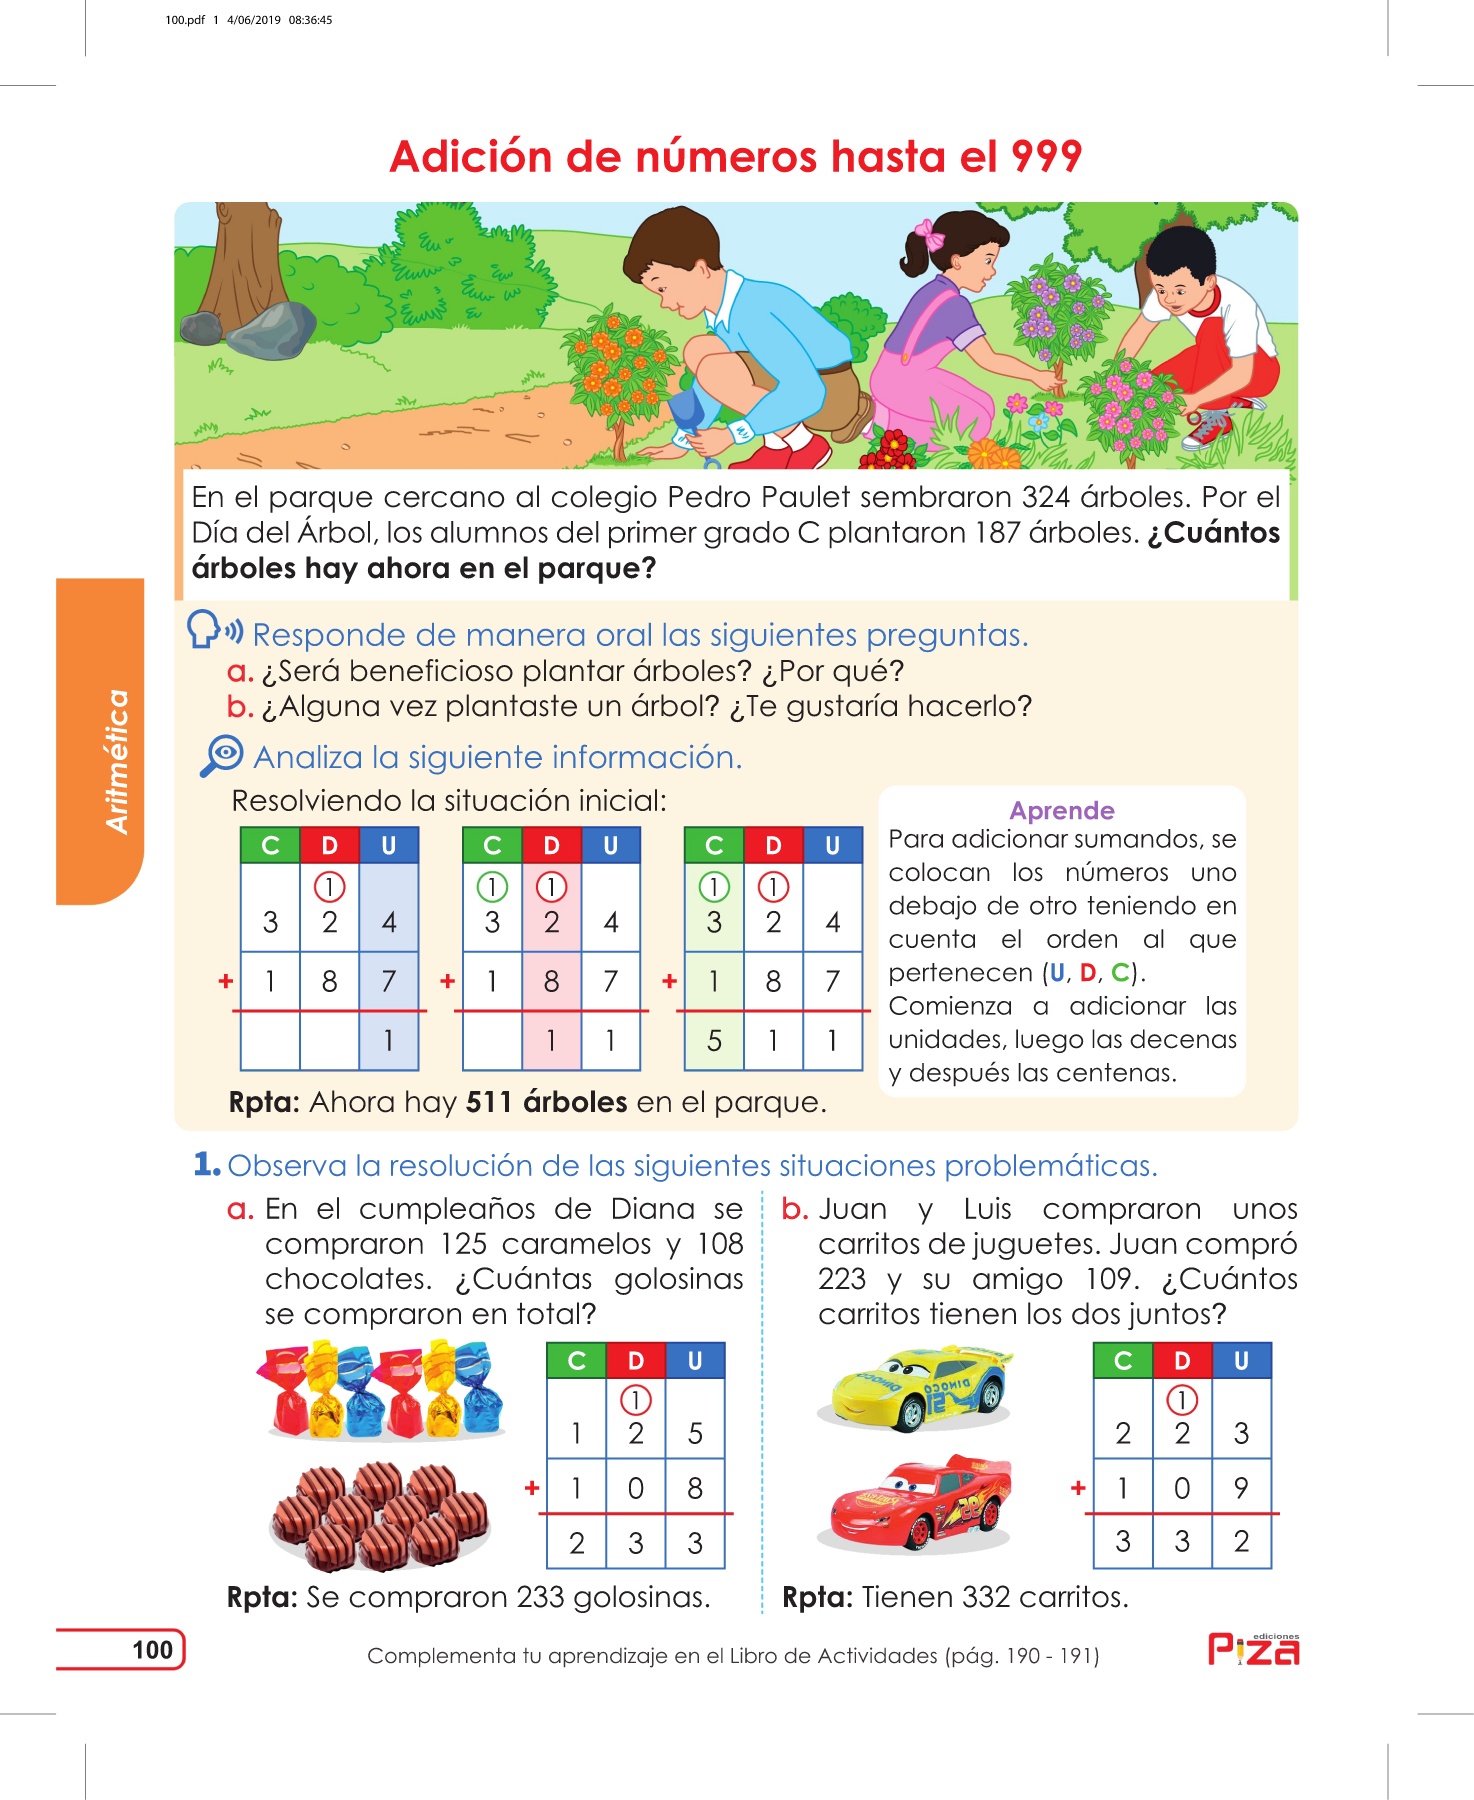 100.pdf 1 4/06/2019 08:36:45
Adición de números hasta el 999
En el parque cercano al colegio Pedro Paulet sembraron 324 árboles. Por el
Día del Árbol, los alumnos del primer grado C plantaron 187 árboles. ¿Cuántos
árboles hay ahora en el parque?
Responde de manera oral las siguientes preguntas.
a. ¿Será beneficioso plantar árboles? ¿Por qué?
b. ¿Alguna vez plantaste un árbol? ¿Te gustaría hacerlo?
Aritmética
Analiza la siguiente información.
Resolviendo la situación inicial:
C D U
1
3 2 4
+ 1 8 7
1
C D U
1 1
3 2 4
+ 1 8 7
1 1
C D U
1 1
3 2 4
+ 1 8 7
5 1 1
Aprende
Para adicionar sumandos, se
colocan los números uno
debajo de otro teniendo en
cuenta el orden al que
pertenecen (U, D, C).
Comienza a adicionar las
unidades, luego las decenas
y después las centenas.
Rpta: Ahora hay 511 árboles en el parque.
1. Observa la resolución de las siguientes situaciones problemáticas.
a. En el cumpleaños de Diana se
compraron 125 caramelos y 108
chocolates. ¿Cuántas golosinas
se compraron en total?
C D U
1
1 2 5
+ 1 0 8
2 3 3
Rpta: Se compraron 233 golosinas.
b. Juan y Luis compraron unos
carritos de juguetes. Juan compró
223 y su amigo 109. ¿Cuántos
carritos tienen los dos juntos?
DINOCO
C D U
1
2 2 3
+ 1 0 9
3 3 2
Rpta: Tienen 332 carritos.
100
Complementa tu aprendizaje en el Libro de Actividades (pág. 190 - 191)
ediciones
Piza